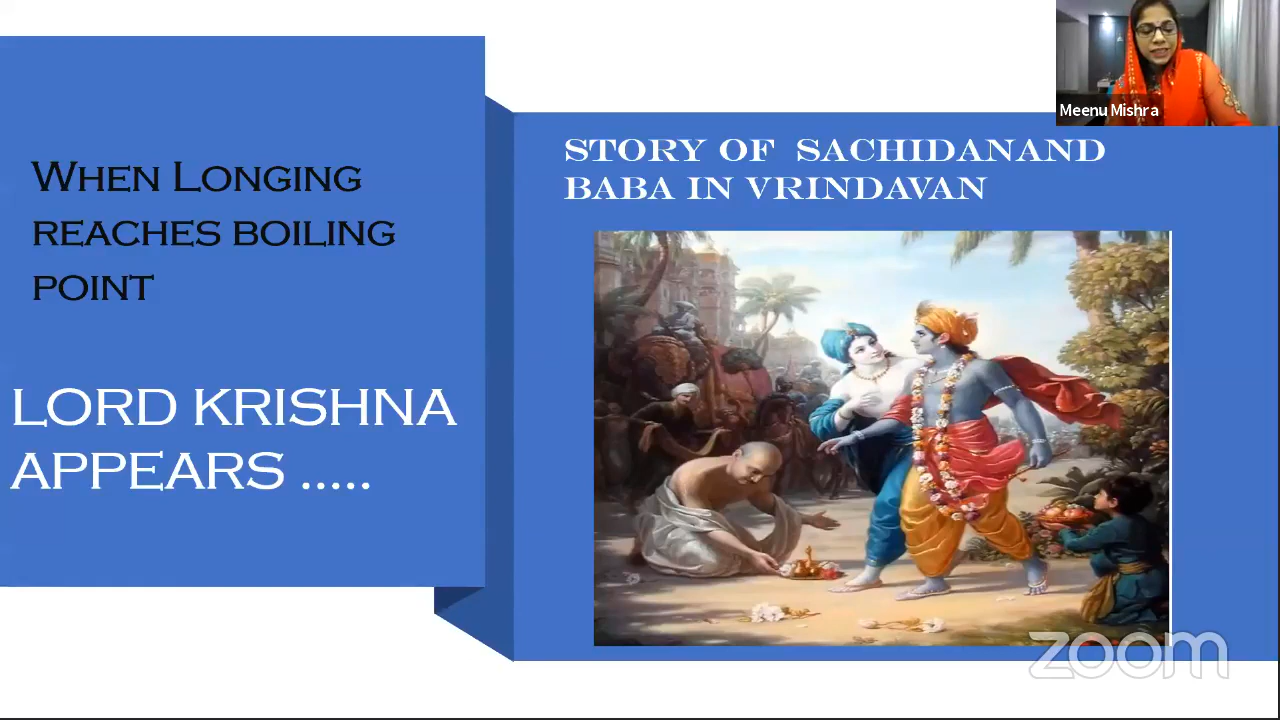 When Longing
reaches boiling
point
LORD KRISHNA
APPEARS .....
STORY OF SACHIDANAND
BABA IN VRINDAVAN
Meenu Mishra
zoom